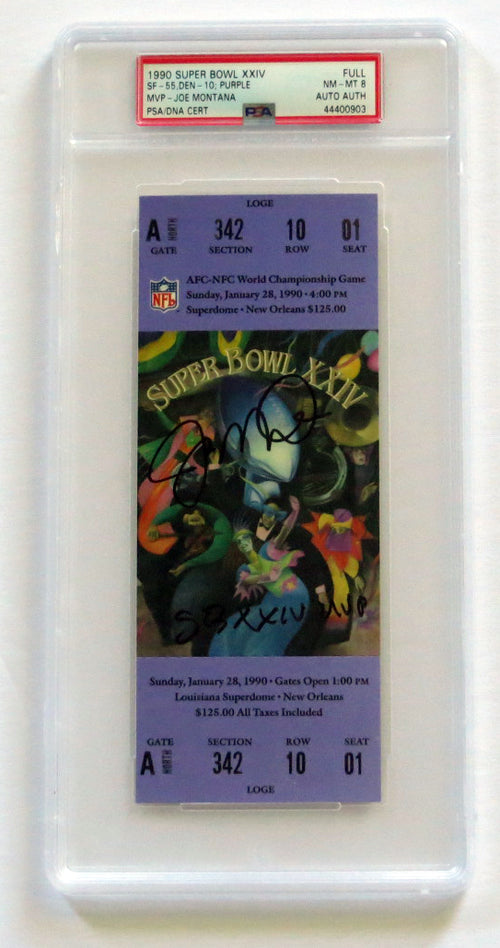 1990 SUPER BOWL XXIV FULL
SF-55,DEN-10; PURPLE NM-MT 8
MVP-JOE MONTANA AUTO AUTH
PSA/DNA CERT PSA 44400903
LOGE
A NORTH 342 10 01
GATE SECTION ROW SEAT
NFL
AFC-NFC World Championship Game
Sunday, January 28, 1990 • 4:00 PM
Superdome • New Orleans $125.00
SUPER BOWL XXIV
SB XXIV MVP
Sunday, January 28, 1990 • Gates Open 1:00 PM
Louisiana Superdome • New Orleans
$125.00 All Taxes Included
GATE SECTION ROW SEAT
A NORTH 342 10 01
LOGE